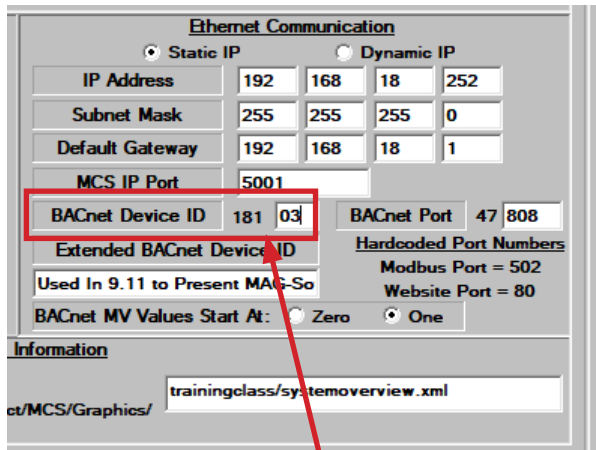 Ethernet Communication
Static IP Dynamic IP
IP Address 192 168 18 252
Subnet Mask 255 255 255 0
Default Gateway 192 168 18 1
MCS IP Port 5001
BACnet Device ID 181 03 BACnet Port 47 808
Extended BACnet Device ID Hardcoded Port Numbers
Modbus Port = 502
Used In 9.11 to Present MAG-So Website Port = 80
BACnet MV Values Start At: Zero One
Information
trainingclass/systemoverview.xml
ct/MCS/Graphics/